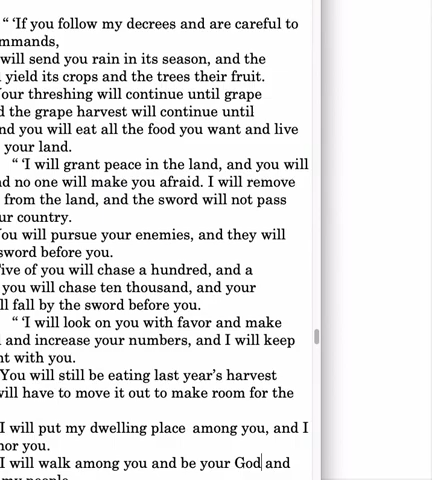 “ ‘If you follow my decrees and are careful to
mmands,
will send you rain in its season, and the
yield its crops and the trees their fruit.
our threshing will continue until grape
d the grape harvest will continue until
nd you will eat all the food you want and live
your land.
“ ‘I will grant peace in the land, and you will
d no one will make you afraid. I will remove
from the land, and the sword will not pass
ur country.
ou will pursue your enemies, and they will
sword before you.
ive of you will chase a hundred, and a
you will chase ten thousand, and your
ll fall by the sword before you.
“ ‘I will look on you with favor and make
and increase your numbers, and I will keep
nt with you.
You will still be eating last year’s harvest
will have to move it out to make room for the
I will put my dwelling place among you, and I
hor you.
I will walk among you and be your God and
my people